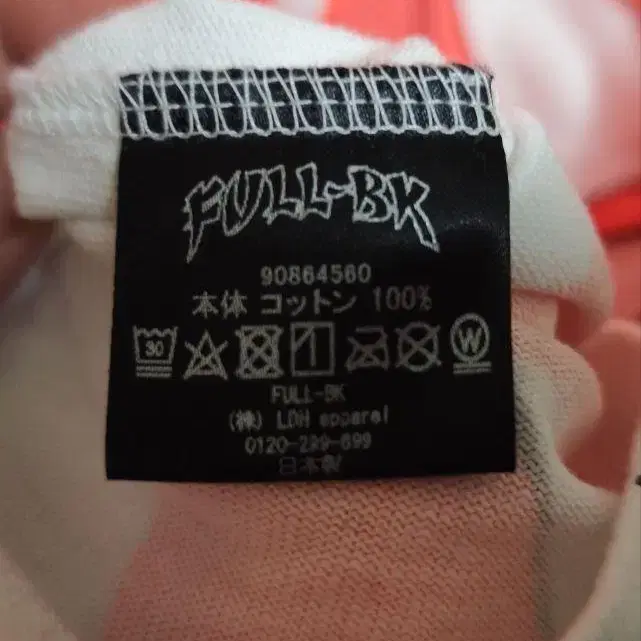 FULL-BK
90864560
本体 コットン 100%
30 W
FULL-BK
(株) LDH apparel
0120-299-699
日本製